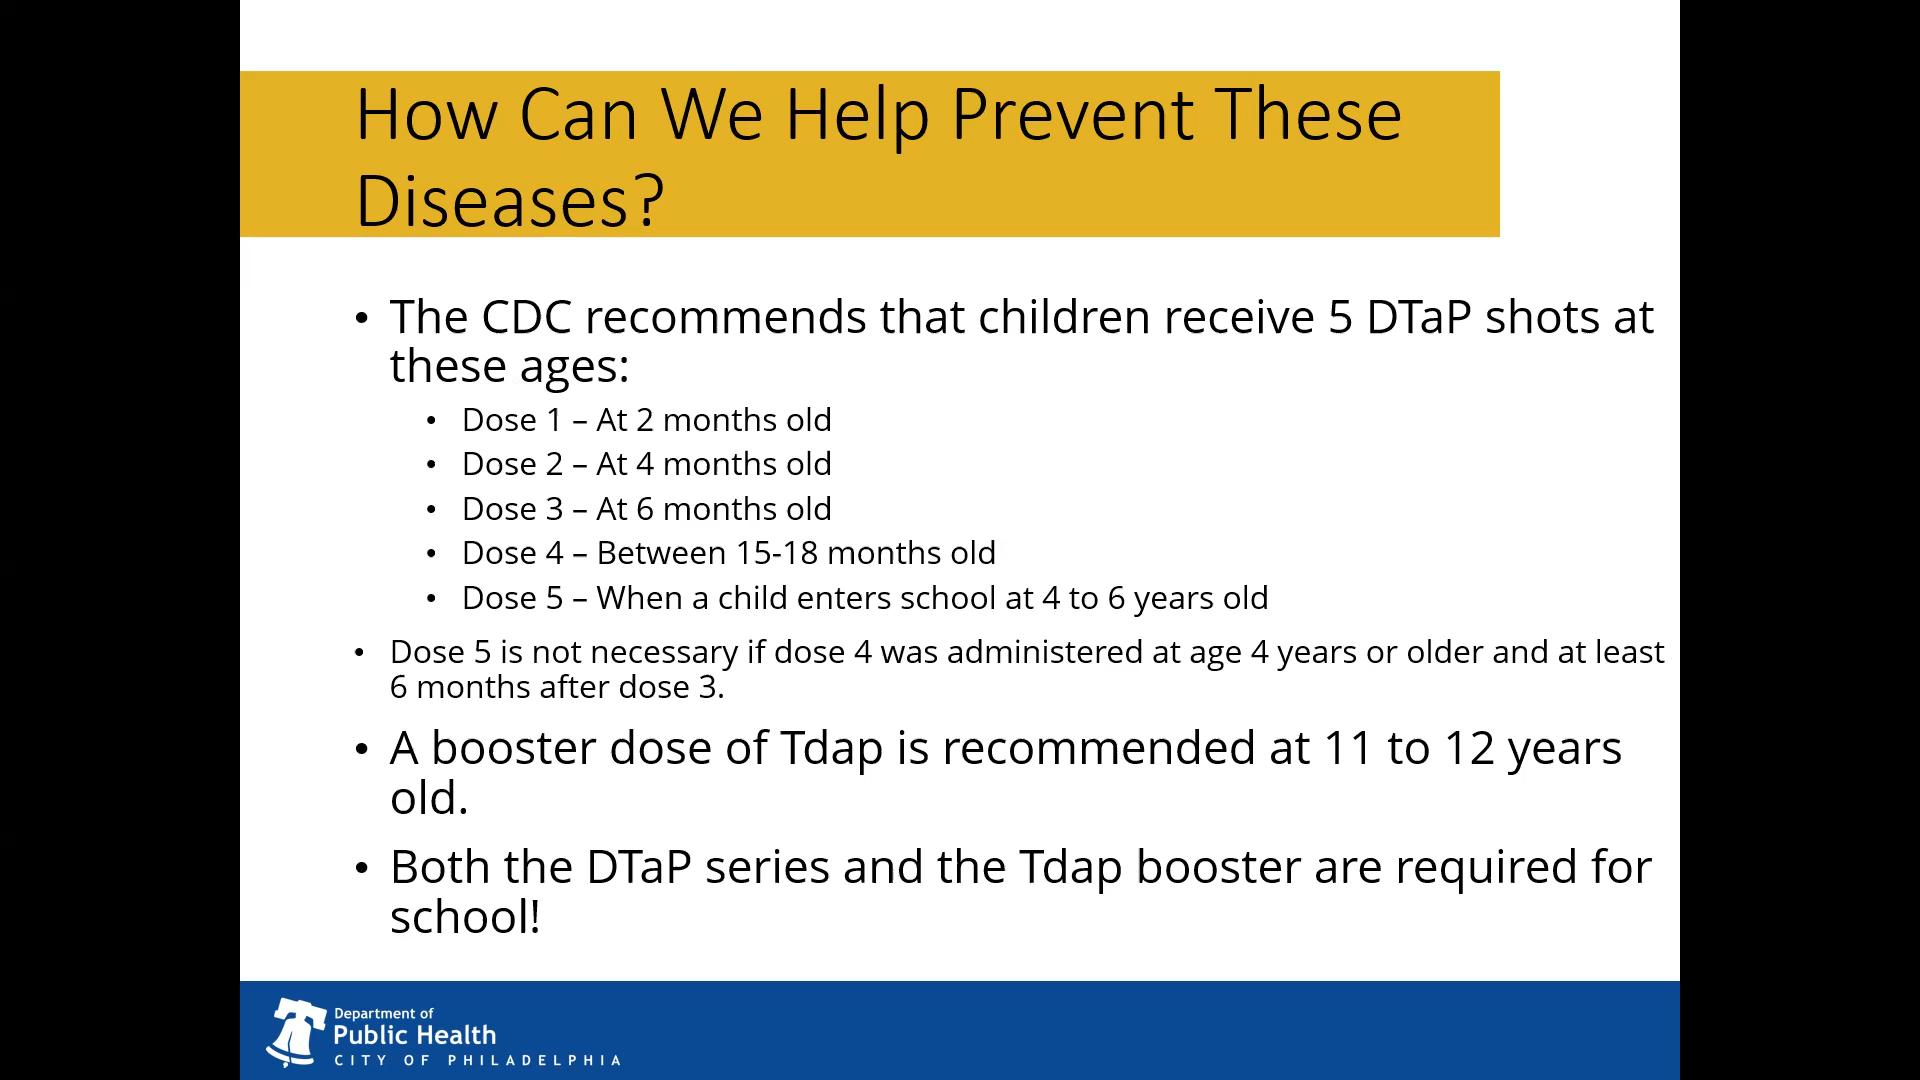 How Can We Help Prevent These
Diseases?
• The CDC recommends that children receive 5 DTaP shots at
these ages:
• Dose 1 – At 2 months old
• Dose 2 – At 4 months old
• Dose 3 – At 6 months old
• Dose 4 – Between 15-18 months old
• Dose 5 – When a child enters school at 4 to 6 years old
• Dose 5 is not necessary if dose 4 was administered at age 4 years or older and at least
6 months after dose 3.
• A booster dose of Tdap is recommended at 11 to 12 years
old.
• Both the DTaP series and the Tdap booster are required for
school!
Department of
Public Health
CITY OF PHILADELPHIA